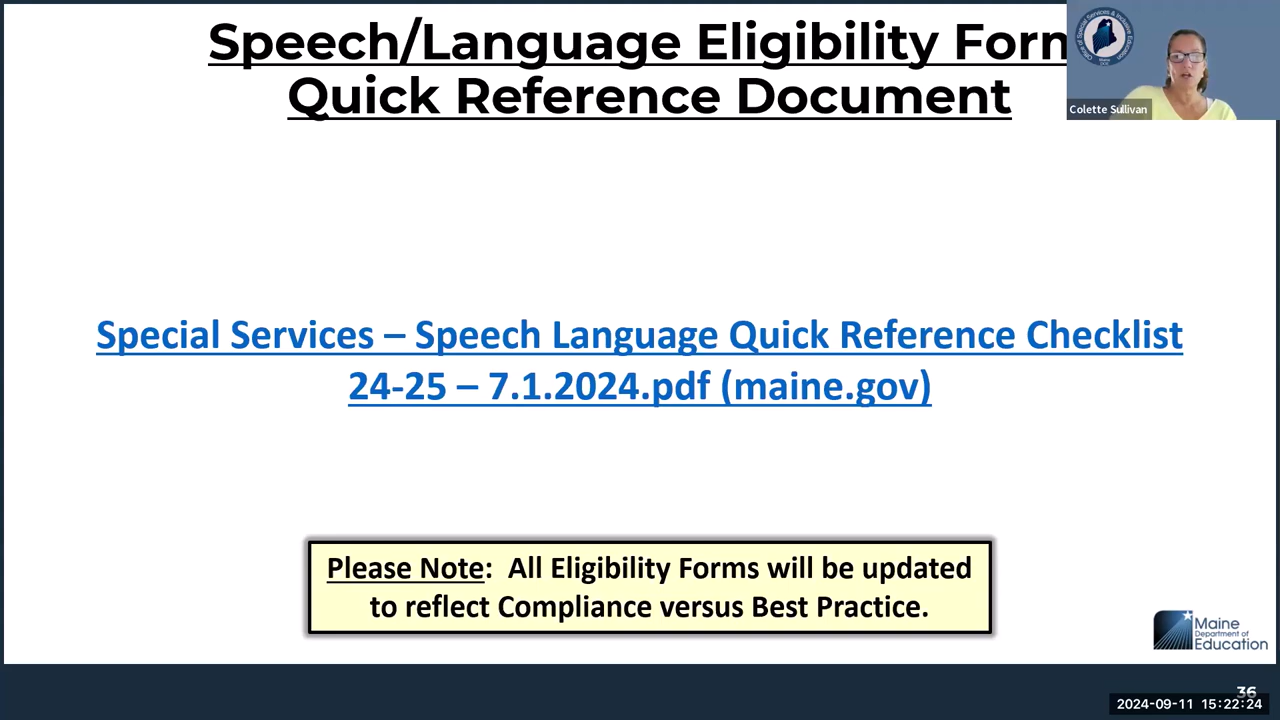 Speech/Language Eligibility Form
Quick Reference Document
Colette Sullivan
Special Services – Speech Language Quick Reference Checklist
24-25 – 7.1.2024.pdf (maine.gov)
Please Note:  All Eligibility Forms will be updated
to reflect Compliance versus Best Practice.
Maine
Department of
Education
36
2024-09-11 15:22:24